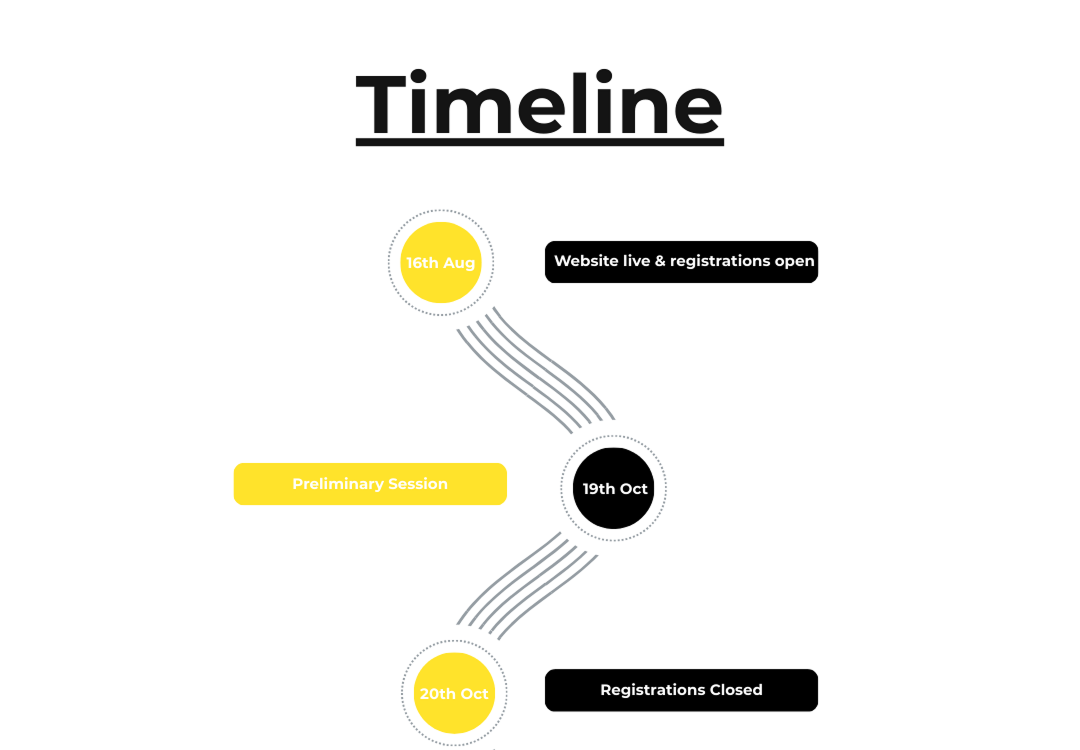 Timeline
16th Aug
Website live & registrations open
Preliminary Session
19th Oct
20th Oct
Registrations Closed